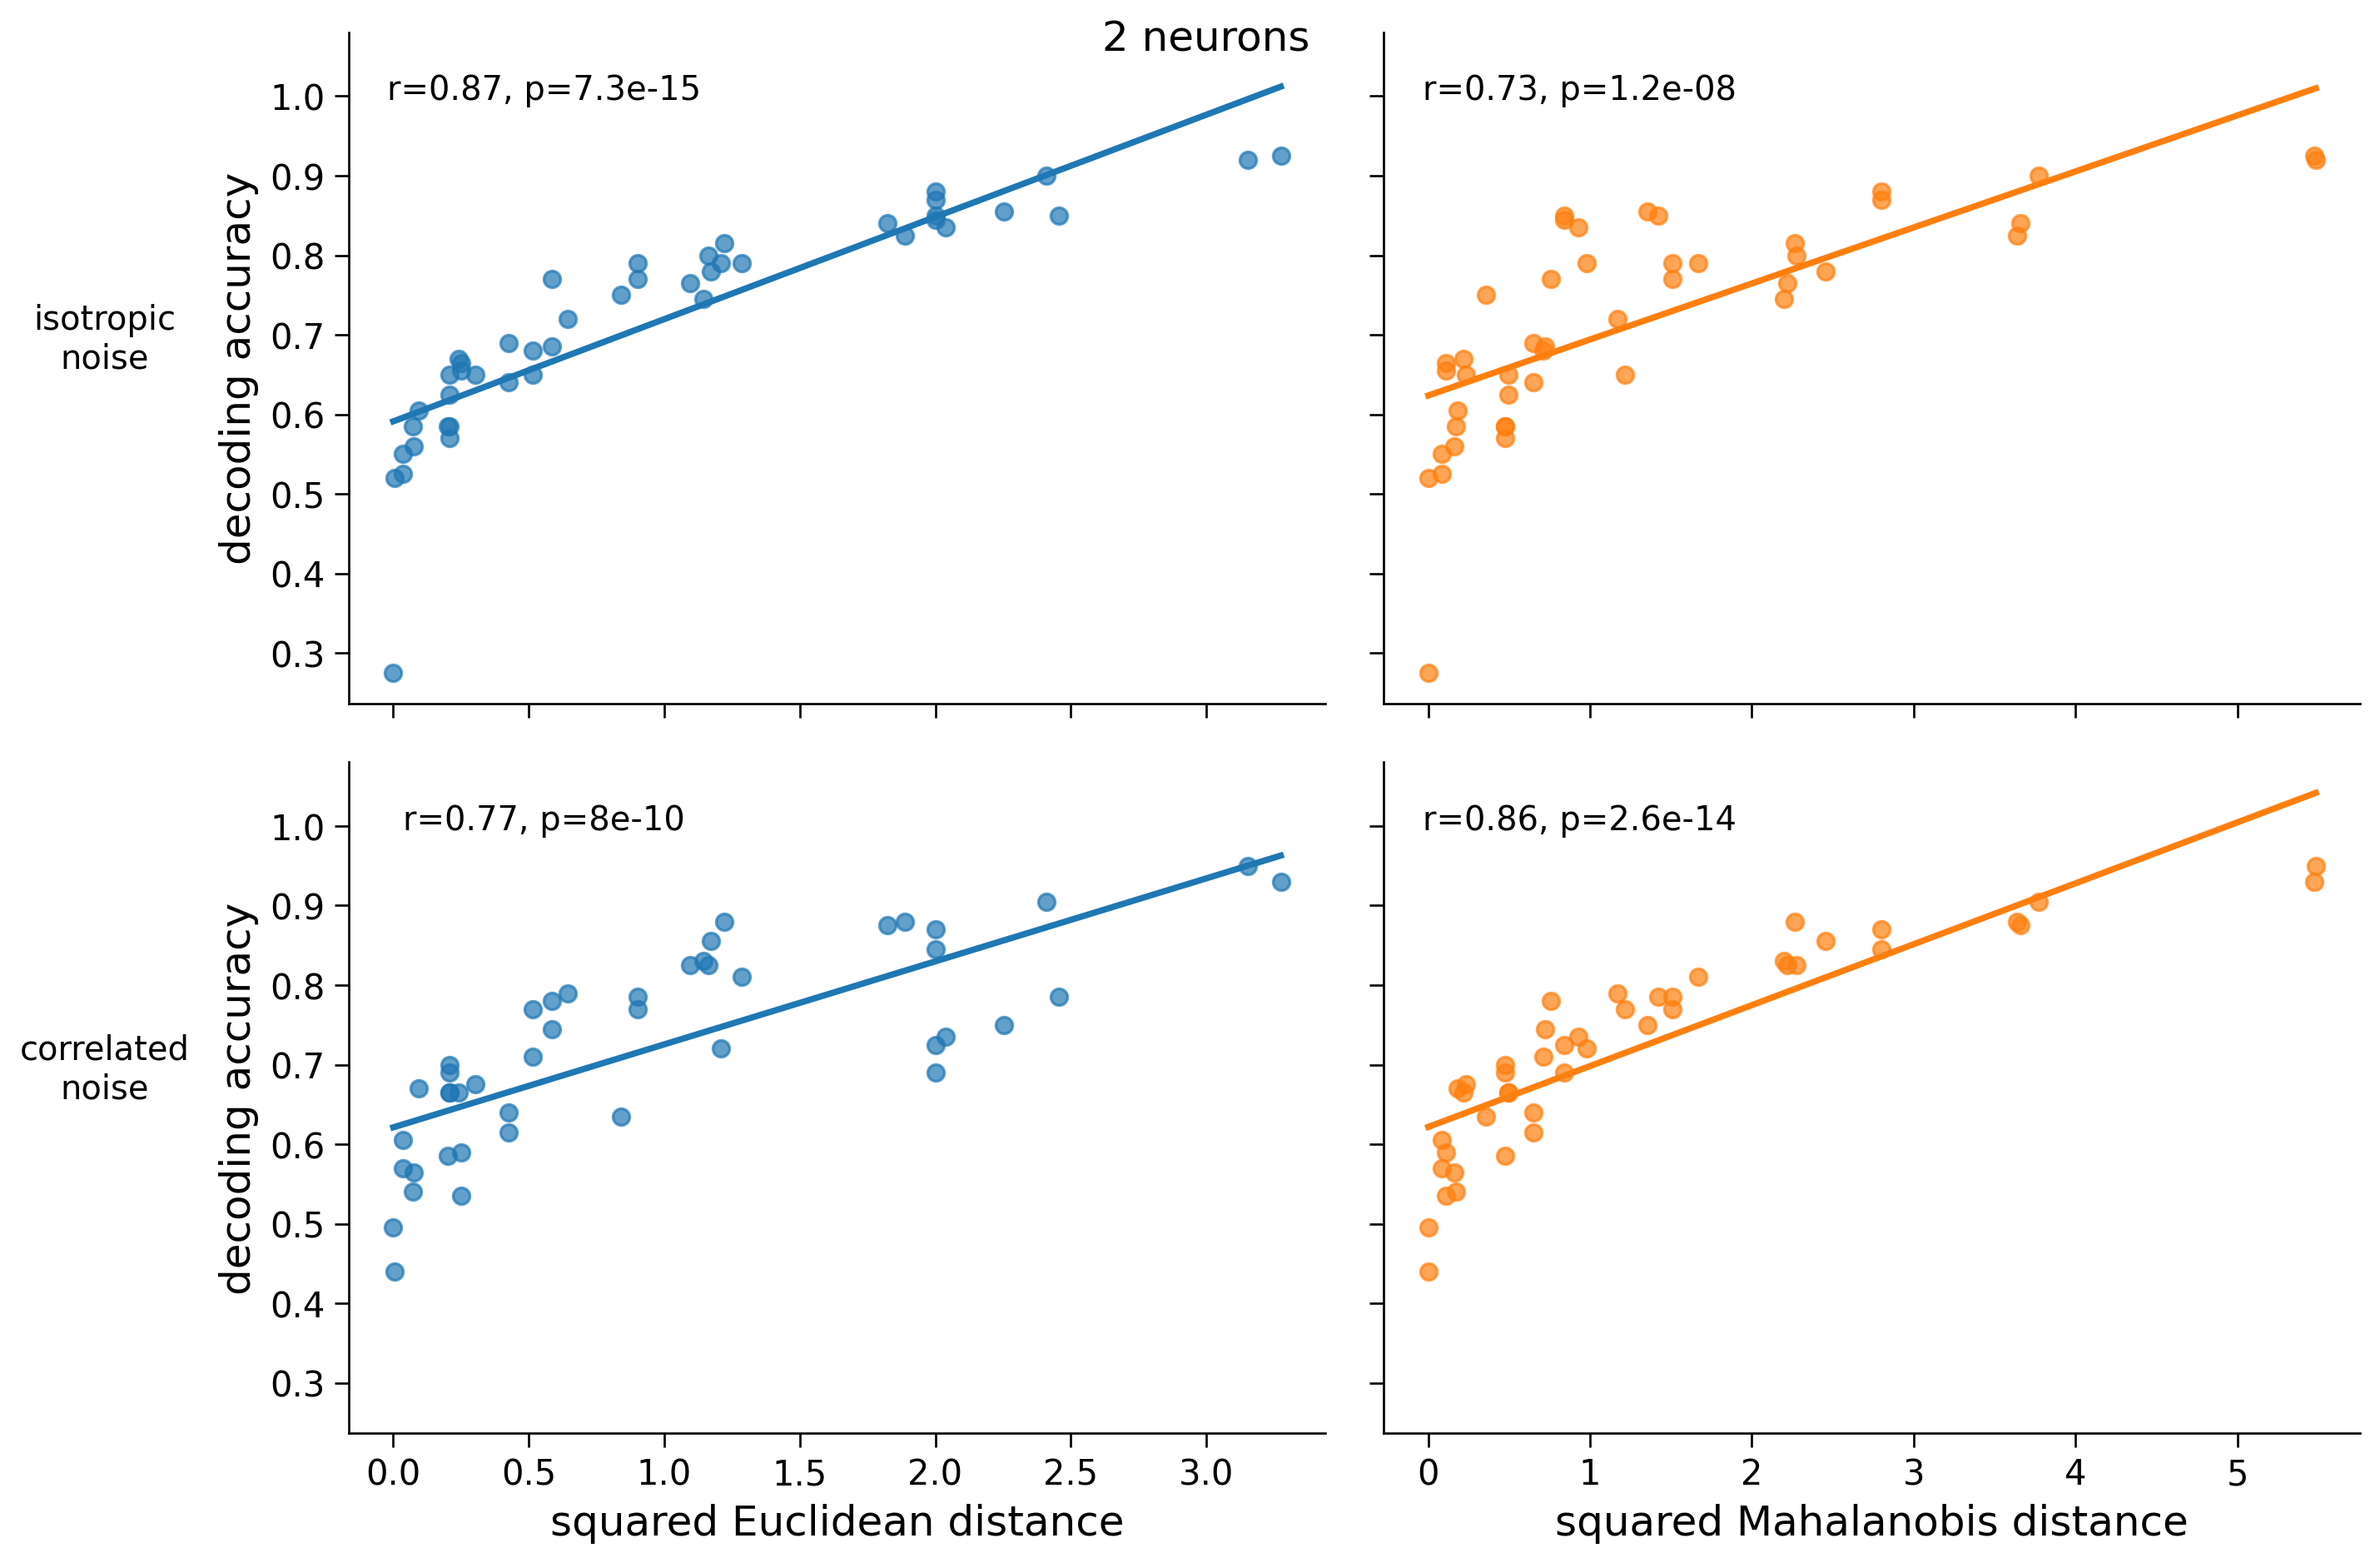 2 neurons
isotropic
noise
decoding accuracy
r=0.87, p=7.3e-15
1.0
0.9
0.8
0.7
0.6
0.5
0.4
0.3
r=0.73, p=1.2e-08
correlated
noise
decoding accuracy
r=0.77, p=8e-10
1.0
0.9
0.8
0.7
0.6
0.5
0.4
0.3
0.0 0.5 1.0 1.5 2.0 2.5 3.0
squared Euclidean distance
r=0.86, p=2.6e-14
0 1 2 3 4 5
squared Mahalanobis distance